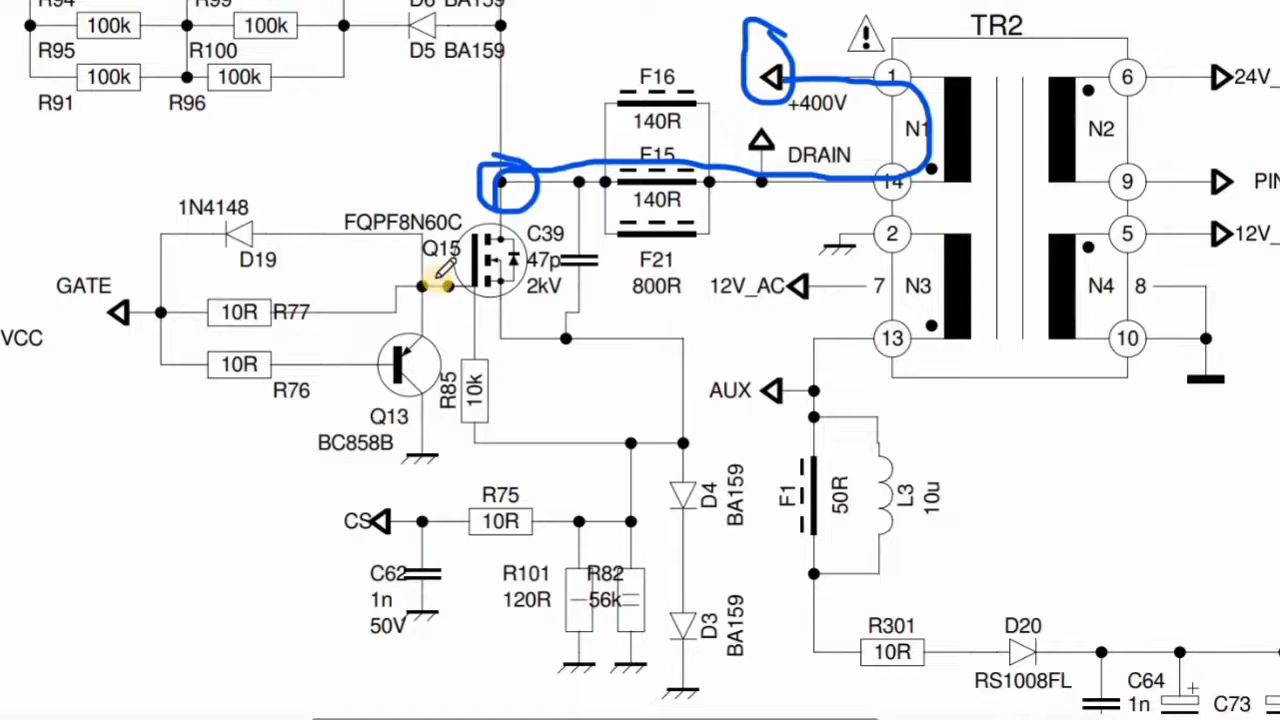 R94
R99
D6
BA159
100k
100k
R95
R100
D5
BA159
100k
100k
R91
R96
TR2
F16
140R
F15
140R
F21
800R
+400V
DRAIN
1
6
24V_
N1
N2
14
9
PIN
2
5
12V_
12V_AC
7
N3
N4
8
13
10
1N4148
D19
FQPF8N60C
Q15
C39
47p
2kV
GATE
10R
R77
VCC
10R
R76
Q13
BC858B
R85
10k
AUX
CS
R75
10R
D4
BA159
F1
50R
L3
10u
C62
1n
50V
R101
120R
R82
56k
D3
BA159
R301
10R
D20
RS1008FL
C64
1n
+
C73